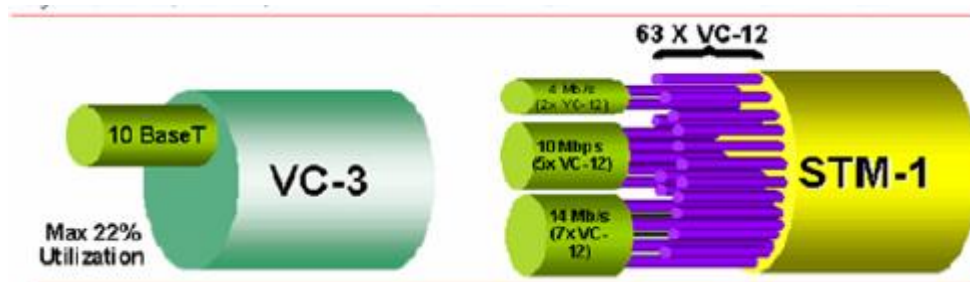 63 X VC-12
10 BaseT
VC-3
Max 22%
Utilization
4 Mb/s
(2x VC-12)
10 Mbps
(5x VC-12)
14 Mb/s
(7x VC-
12)
STM-1